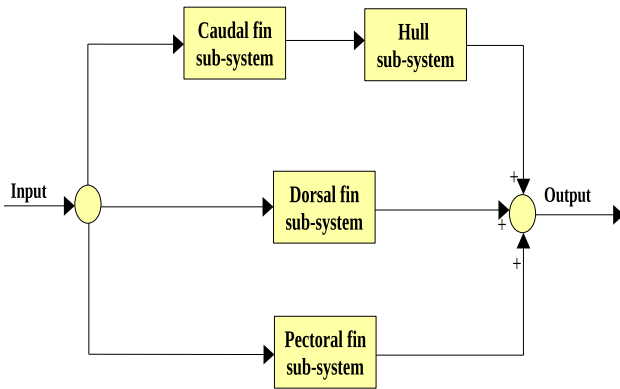 Caudal fin
sub-system
Hull
sub-system
+
Input
Dorsal fin
sub-system
Output
+
+
Pectoral fin
sub-system